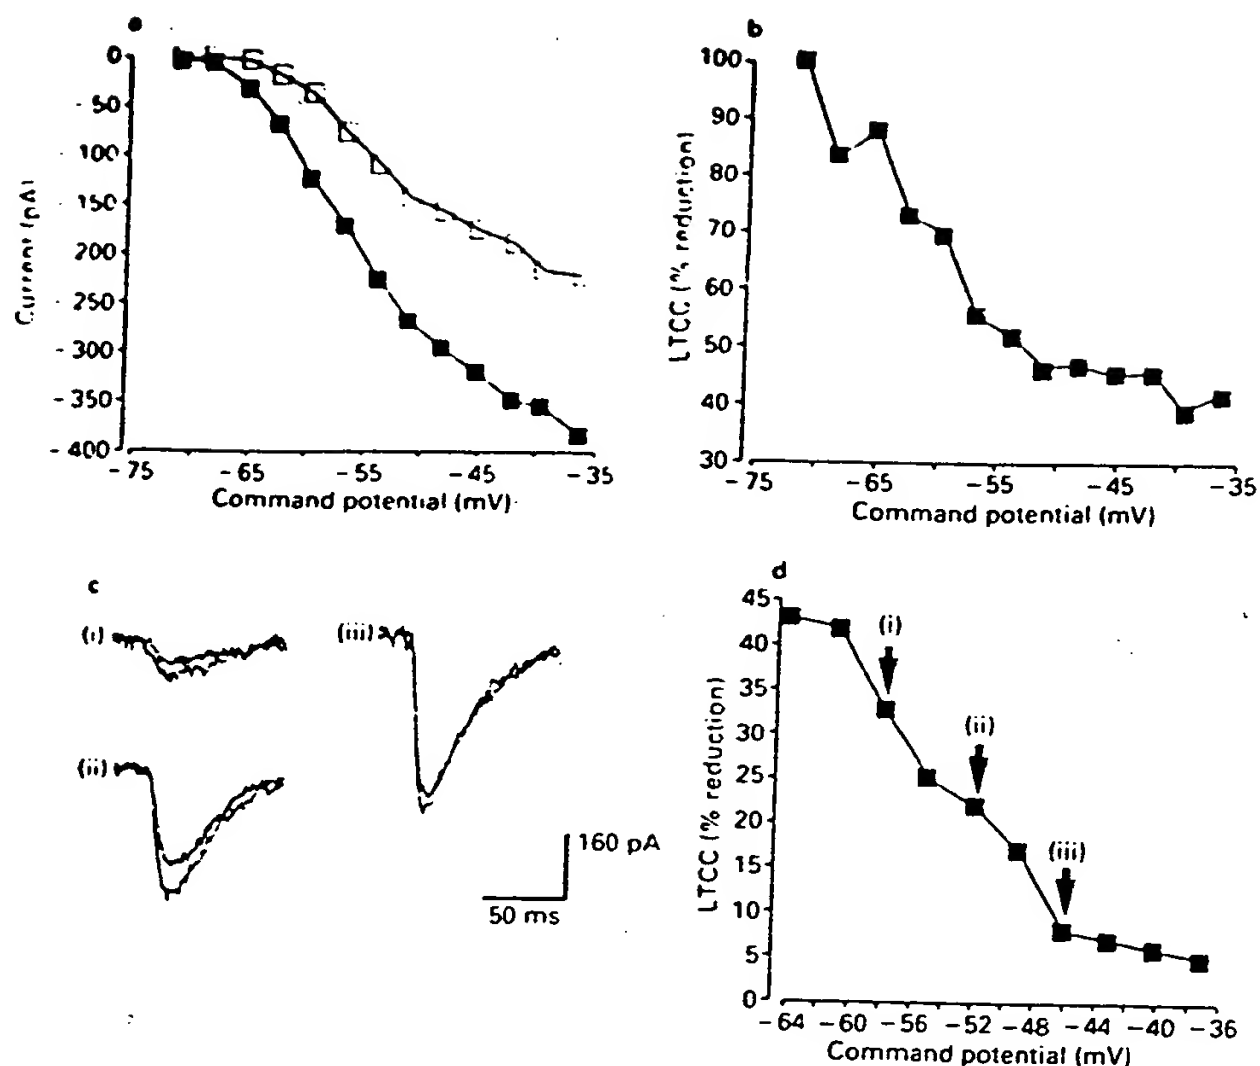 a
0
- 50
100
150
200
250
- 300
- 350
- 400
-75
-65
-55
-45
-35
Command potential (mV)
b
100
90
80
70
60
50
40
30
LTCC (% reduction)
-75
-65
-55
-45
-35
Command potential (mV)
c
(i)
(ii)
(iii)
160 pA
50 ms
d
45
40
35
30
25
20
15
10
5
0
LTCC (% reduction)
(i)
(ii)
(iii)
-64 -60 -56 -52 -48 -44 -40 -36
Command potential (mV)